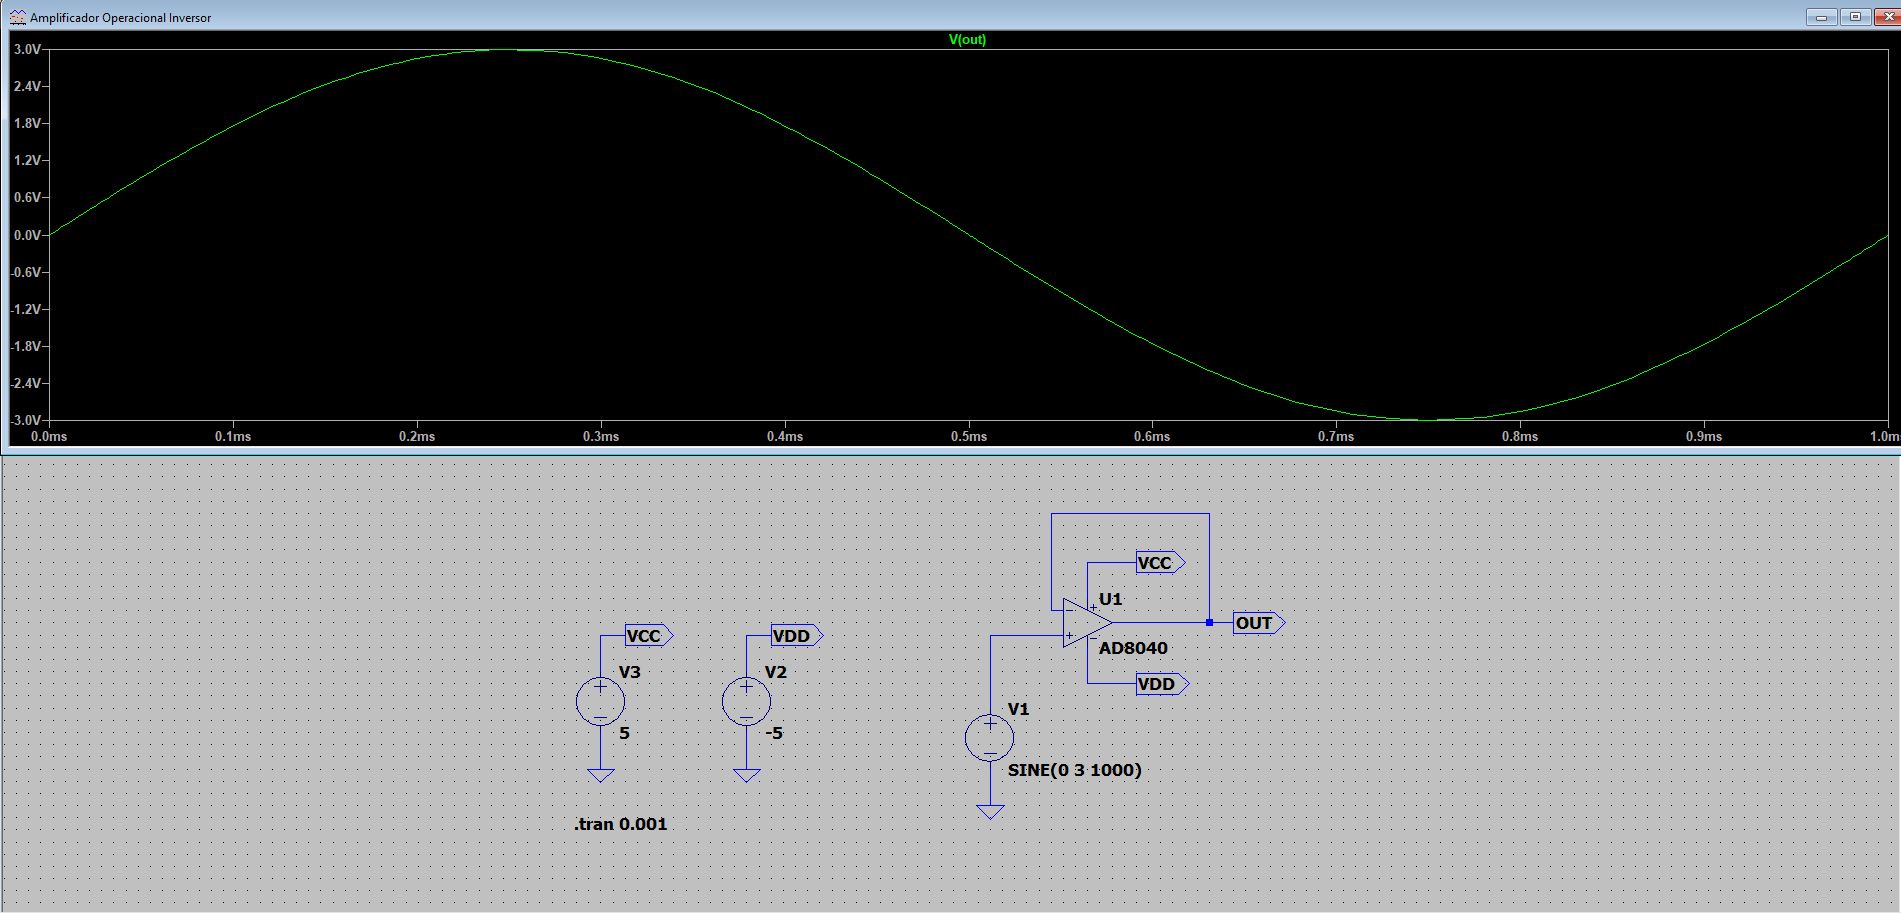 Amplificador Operacional Inversor
V(out)
3.0V
2.4V
1.8V
1.2V
0.6V
0.0V
-0.6V
-1.2V
-1.8V
-2.4V
-3.0V
0.0ms 0.1ms 0.2ms 0.3ms 0.4ms 0.5ms 0.6ms 0.7ms 0.8ms 0.9ms 1.0m
VCC
U1
OUT
VCC
VDD
AD8040
V3
V2
VDD
V1
5
-5
SINE(0 3 1000)
.tran 0.001